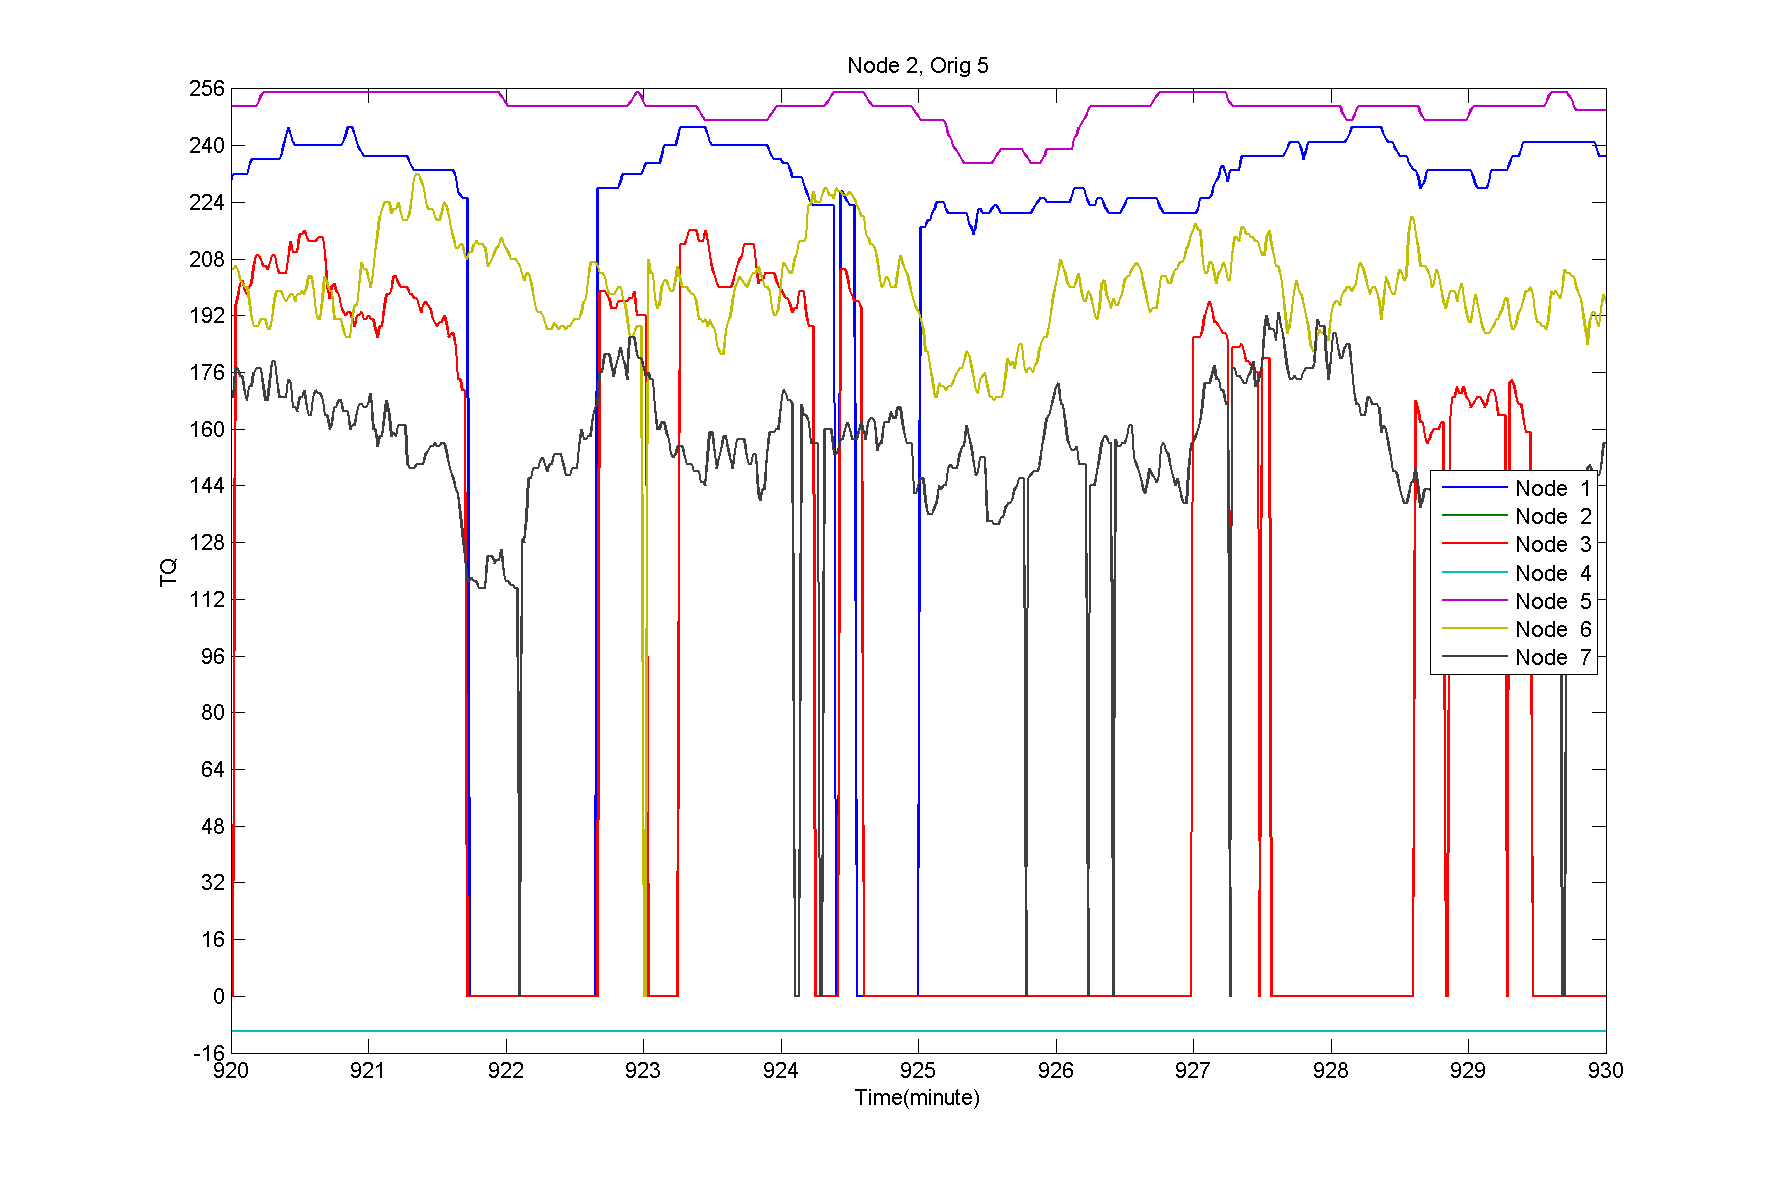 Node 2, Orig 5
256
240
224
208
192
176
160
144
128
112
96
80
64
48
32
16
0
-16
TQ
Node 1
Node 2
Node 3
Node 4
Node 5
Node 6
Node 7
920 921 922 923 924 925 926 927 928 929 930
Time(minute)